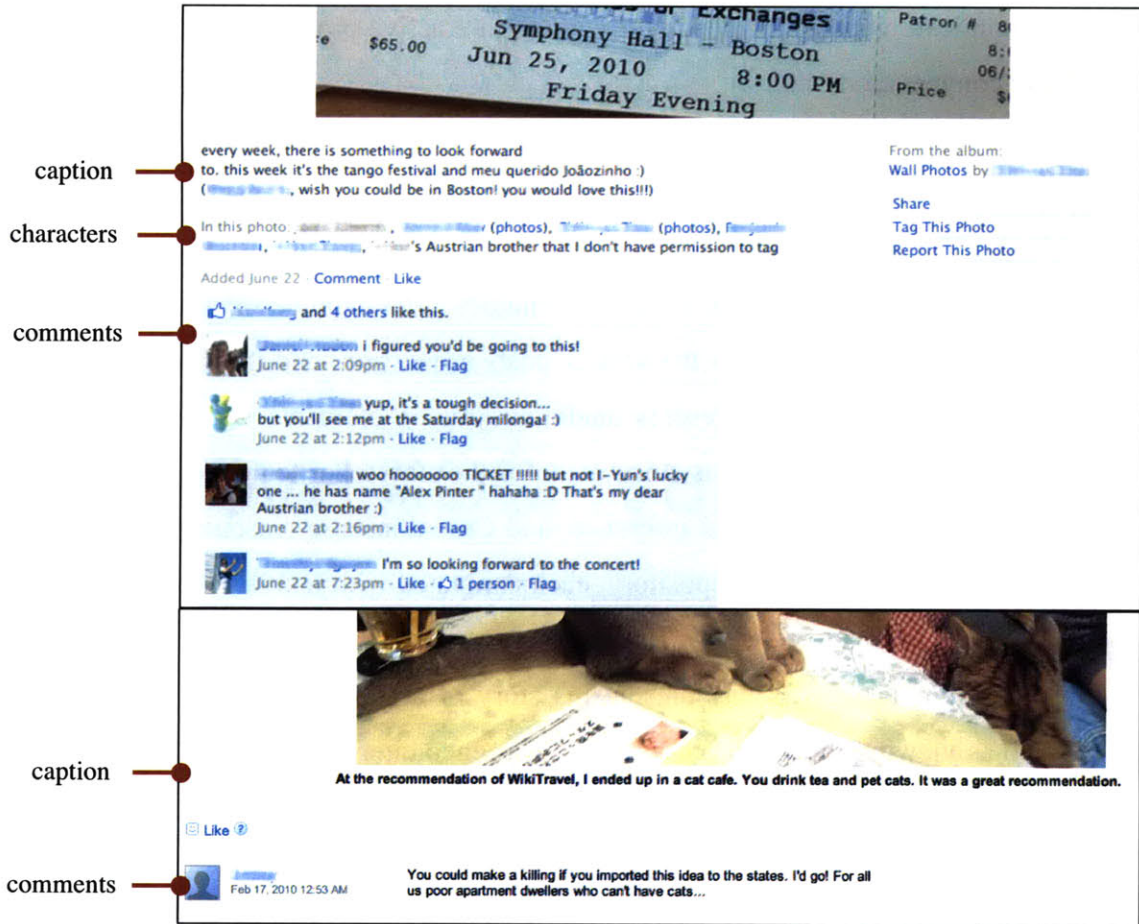 Exchanges
Symphony Hall - Boston
$65.00
Jun 25, 2010 8:00 PM
Friday Evening
Patron #
06/
Price
caption
every week, there is something to look forward
to. this week it's the tango festival and meu querido Joãozinho :)
( , wish you could be in Boston! you would love this!!!)
From the album:
Wall Photos by
Share
Tag This Photo
Report This Photo
characters
In this photo: , (photos), (photos),
, , 's Austrian brother that I don't have permission to tag
Added June 22 · Comment · Like
comments
and 4 others like this.
I figured you'd be going to this!
June 22 at 2:09pm · Like · Flag
yup, it's a tough decision...
but you'll see me at the Saturday milonga! :)
June 22 at 2:12pm · Like · Flag
woo hooooooo TICKET !!!!! but not I-Yun's lucky
one ... he has name "Alex Pinter " hahaha :D That's my dear
Austrian brother :)
June 22 at 2:16pm · Like · Flag
I'm so looking forward to the concert!
June 22 at 7:23pm · Like · 1 person · Flag
caption
At the recommendation of WikiTravel, I ended up in a cat cafe. You drink tea and pet cats. It was a great recommendation.
Like ?
comments
Feb 17, 2010 12:53 AM
You could make a killing if you imported this idea to the states. I'd go! For all
us poor apartment dwellers who can't have cats...